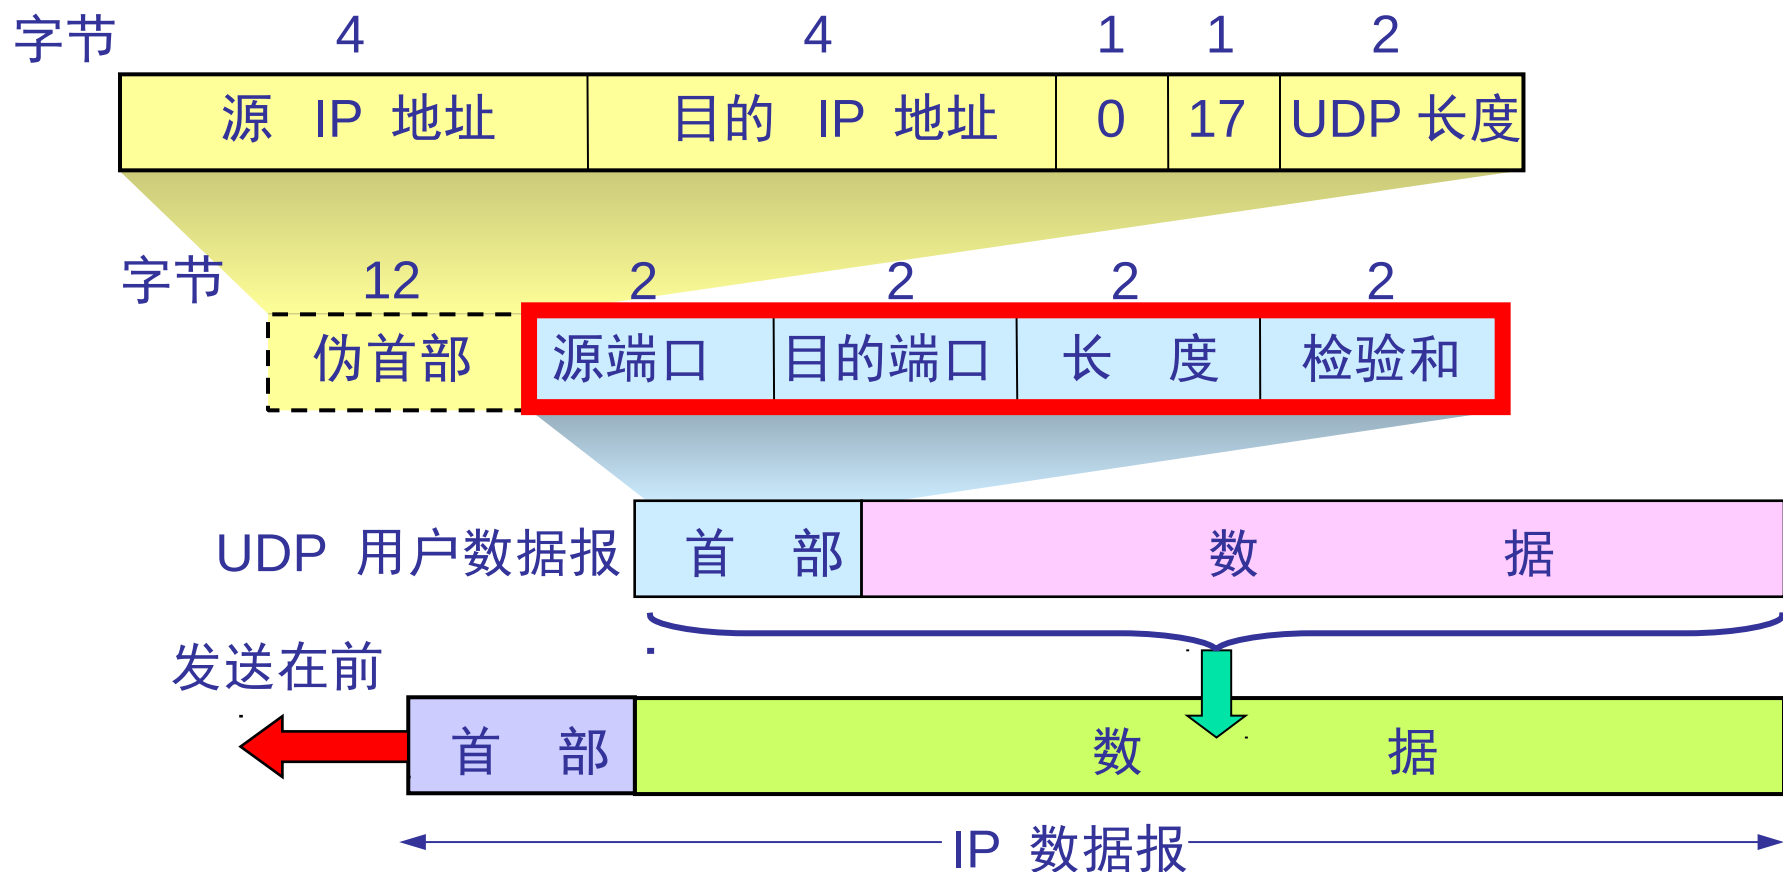 字节 4 4 1 1 2
源 IP 地址 目的 IP 地址 0 17 UDP 长度
字节 12 2 2 2 2
伪首部 源端口 目的端口 长 度 检验和
UDP 用户数据报 首 部 数 据
发送在前
首 部 数 据
IP 数据报